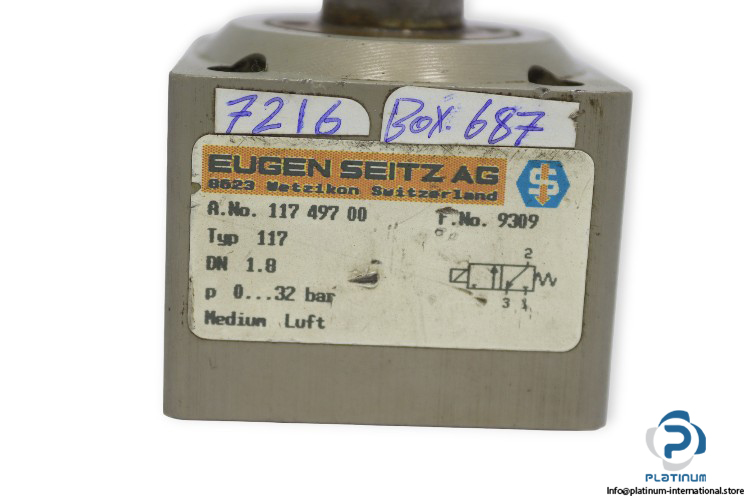 7216 Box. 687
EUGEN SEITZ AG
8623 Wetzikon Switzerland
A.No. 117 497 00 F.No. 9309
Typ 117
DN 1.8
2
p 0...32 bar
3 1
Medium Luft
PLATINUM
Info@platinum-international.store